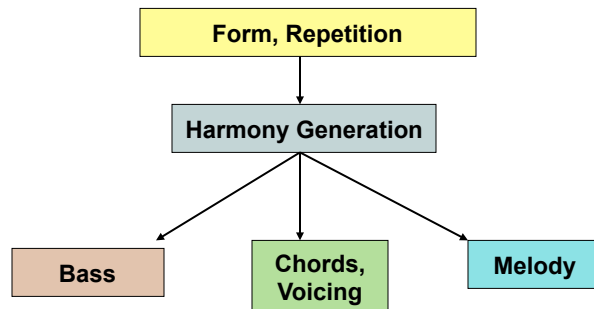 Form, Repetition
Harmony Generation
Bass
Chords,
Voicing
Melody